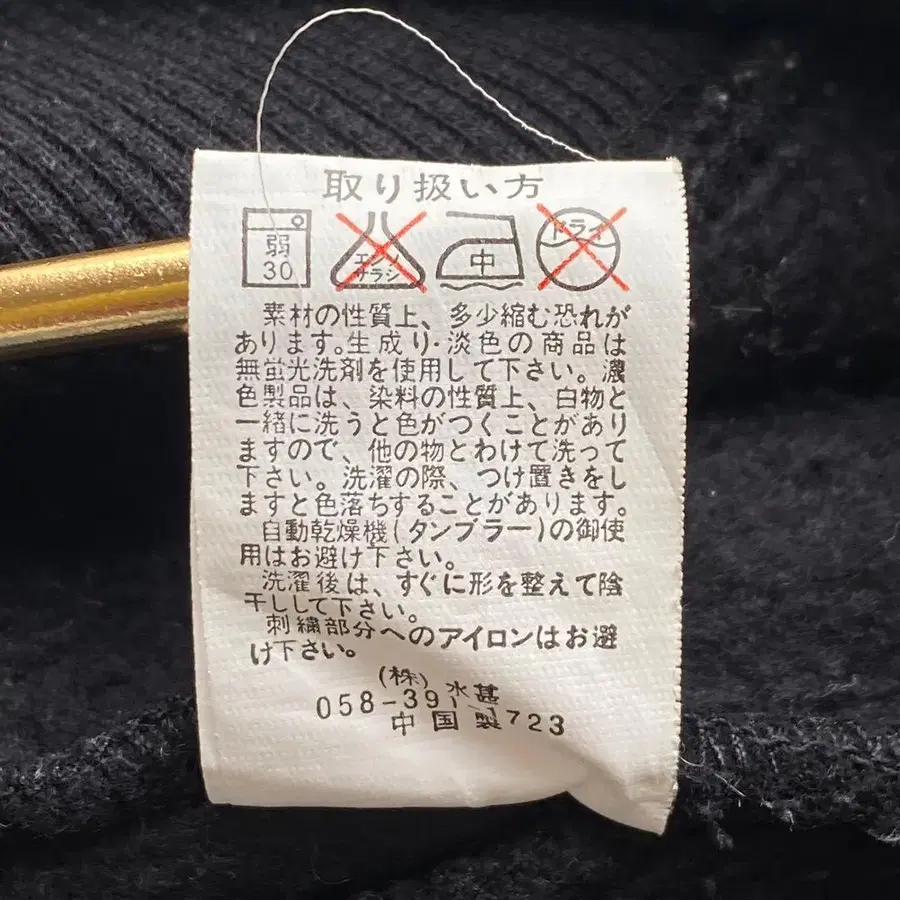 取り扱い方
弱
30
エンソ
サラシ
中
ドライ
素材の性質上、多少縮む恐れが
あります。生成り・淡色の商品は
無蛍光洗剤を使用して下さい。濃
色製品は、染料の性質上、白物と
一緒に洗うと色がつくことがあり
ますので、他の物とわけて洗って
下さい。洗濯の際、つけ置きをし
ますと色落ちすることがあります。
自動乾燥機(タンブラー)の御使
用はお避け下さい。
洗濯後は、すぐに形を整えて陰
干しして下さい。
刺繍部分へのアイロンはお避
け下さい。
(株)水甚
058-391-1723
中国製